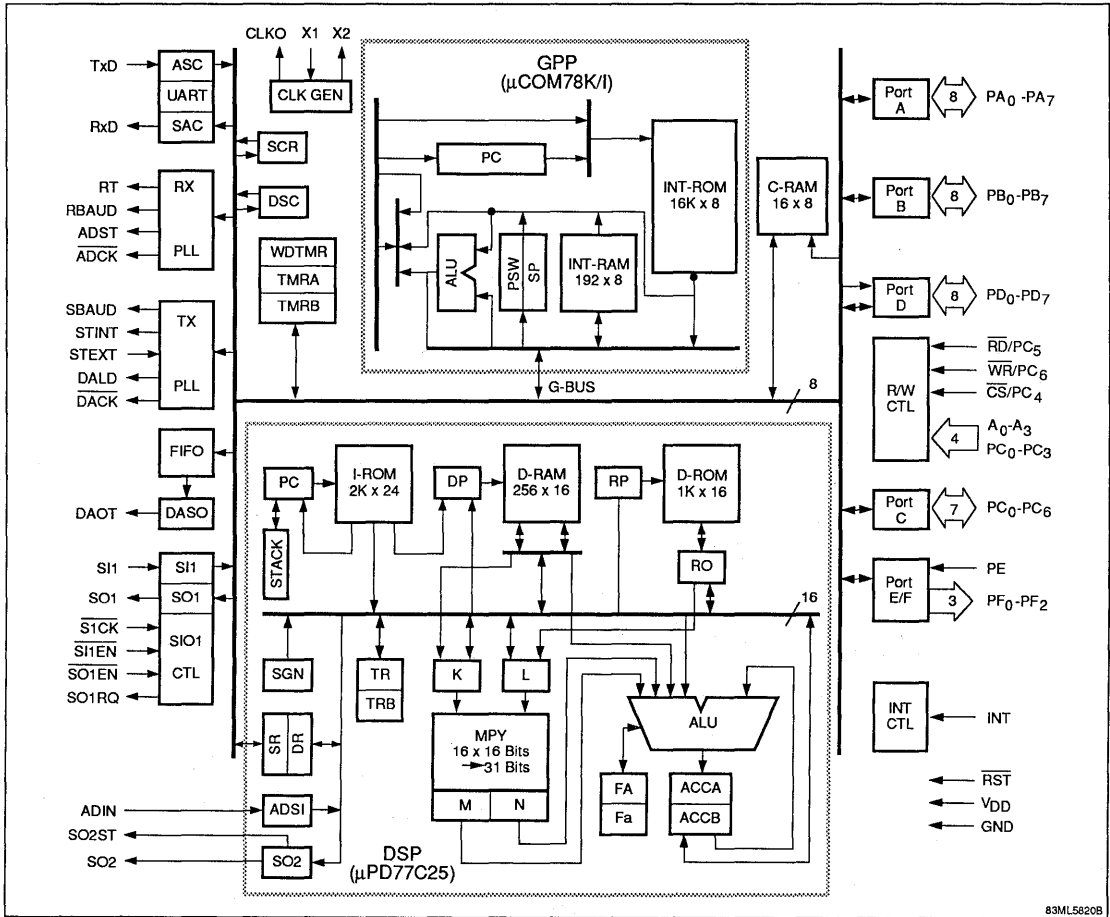 CLKO X1 X2
CLK GEN
TxD
ASC
UART
RxD
SAC
SCR
RT
RX
RBAUD
DSC
ADST
ADCK
PLL
WDTMR
TMRA
TMRB
SBAUD
TX
STINT
STEXT
DALD
PLL
DACK
FIFO
DAOT
DASO
SI1
SI1
SO1
SO1
S1CK
SIO1
SI1EN
SO1EN
CTL
SO1RQ
ADIN
SO2ST
SO2
GPP
(μCOM78K/I)
PC
INT-ROM
16K x 8
ALU
PSW
SP
INT-RAM
192 x 8
G-BUS
8
C-RAM
16 x 8
PC
STACK
I-ROM
2K x 24
DP
D-RAM
256 x 16
RP
D-ROM
1K x 16
RO
16
SGN
TR
TRB
K
L
SR
DR
MPY
16 x 16 Bits
→31 Bits
M
N
ALU
FA
Fa
ACCA
ACCB
ADSI
SO2
DSP
(μPD77C25)
Port
A
8
PA0 -PA7
Port
B
8
PB0-PB7
Port
D
8
PD0-PD7
R/W
CTL
RD/PC5
WR/PC6
CS/PC4
4
A0-A3
PC0-PC3
Port
C
7
PC0-PC6
Port
E/F
PE
3
PF0-PF2
INT
CTL
INT
RST
VDD
GND
83ML5820B